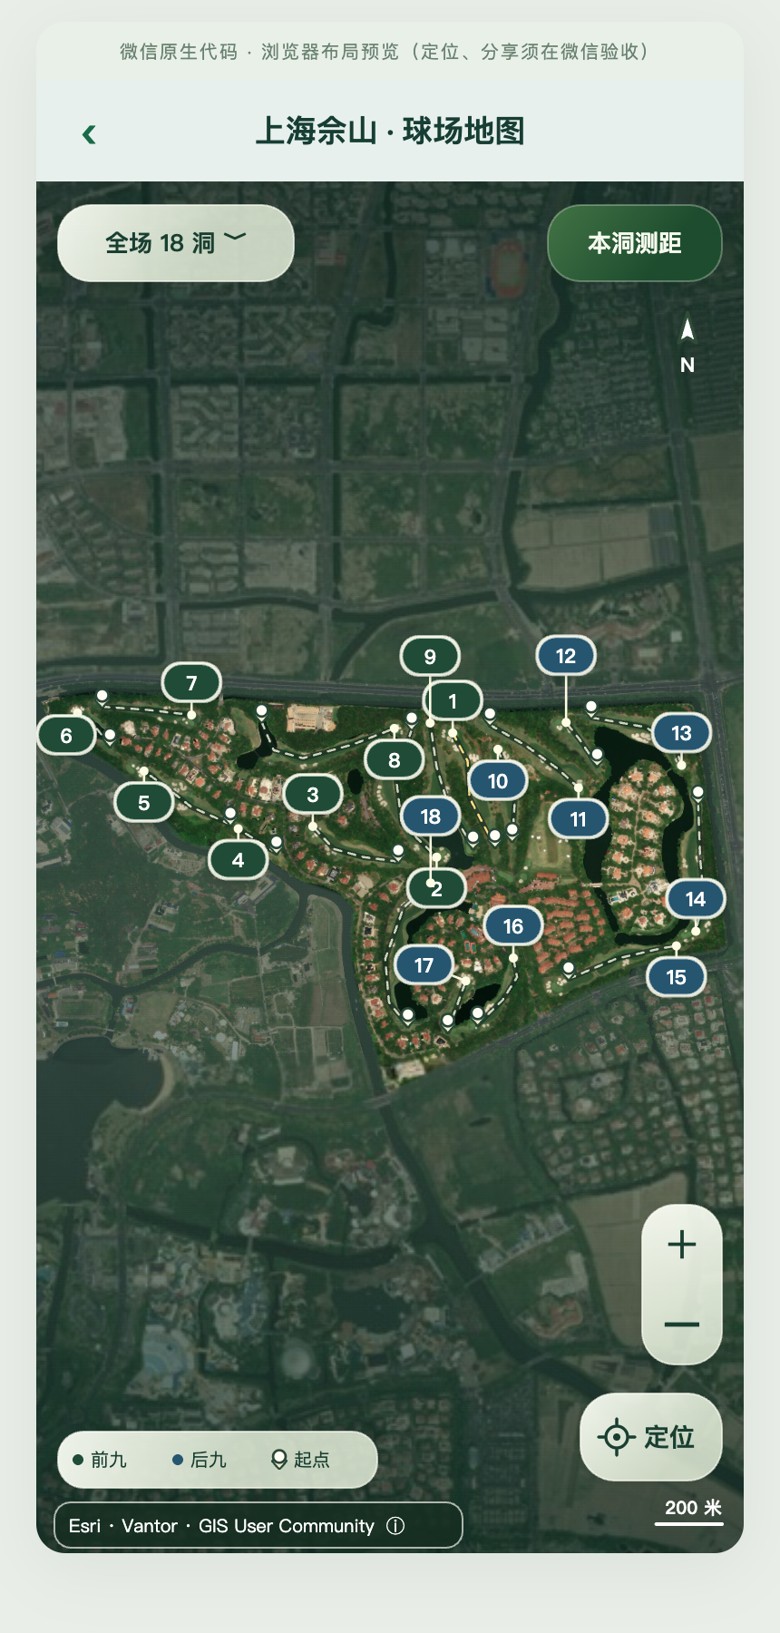 微信原生代码 · 浏览器布局预览（定位、分享须在微信验收）
上海佘山 · 球场地图
全场 18 洞
本洞测距
N
9
12
7
1
6
13
8
10
3
5
18
11
4
2
14
16
17
15
+
—
定位
前九
后九
起点
200 米
Esri · Vantor · GIS User Community ⓘ